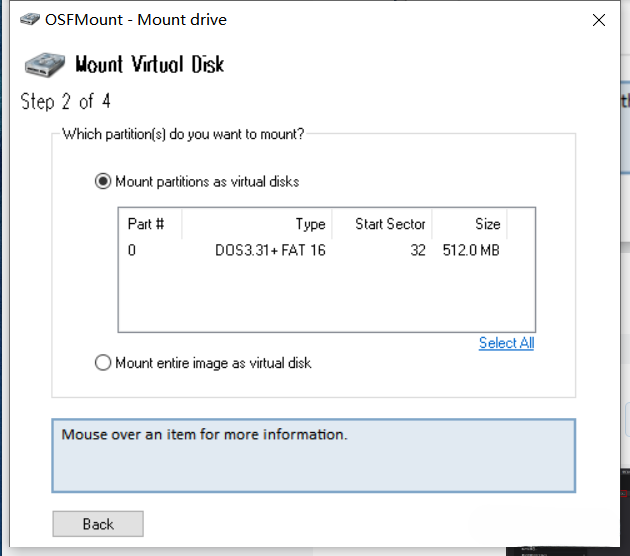 OSFMount - Mount drive
Mount Virtual Disk
Step 2 of 4
Which partition(s) do you want to mount?
Mount partitions as virtual disks
Part # Type Start Sector Size
0 DOS3.31+ FAT 16 32 512.0 MB
Select All
Mount entire image as virtual disk
Mouse over an item for more information.
Back